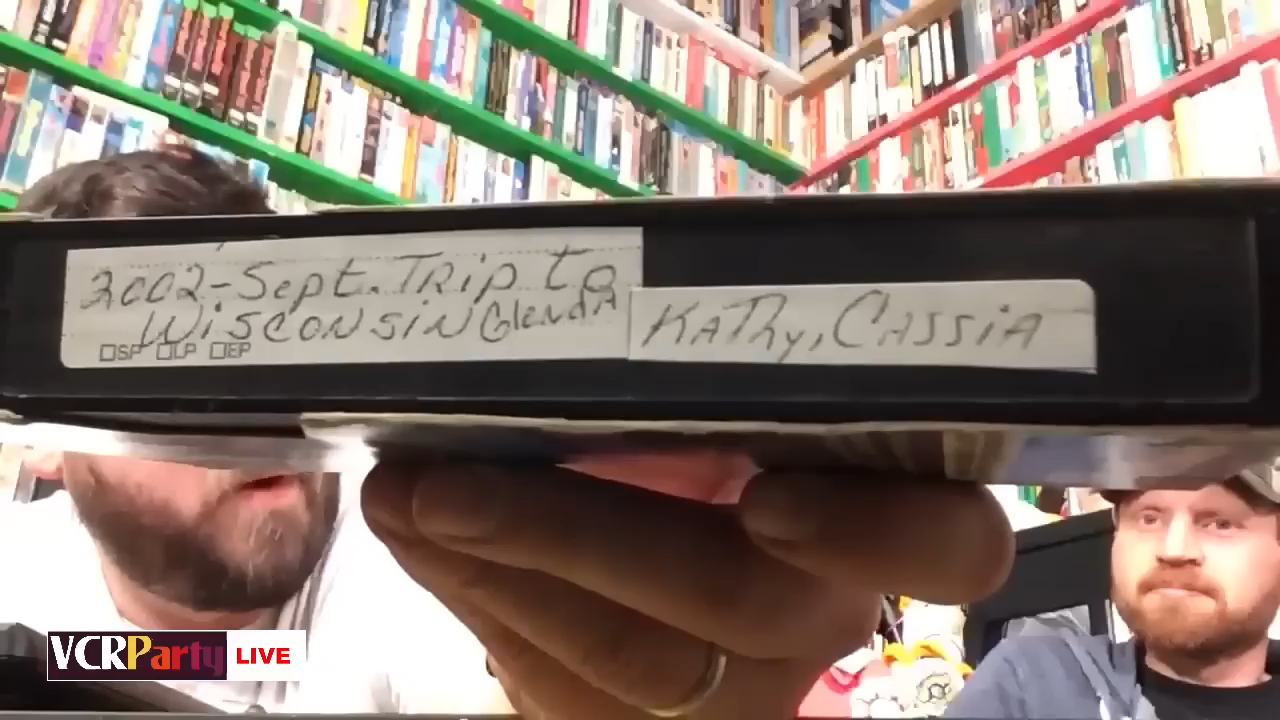 2002-Sept. TRip to
WiSCONSiN GlendA
□SP □LP □EP
KAThy, CASSiA
VCRParty LIVE